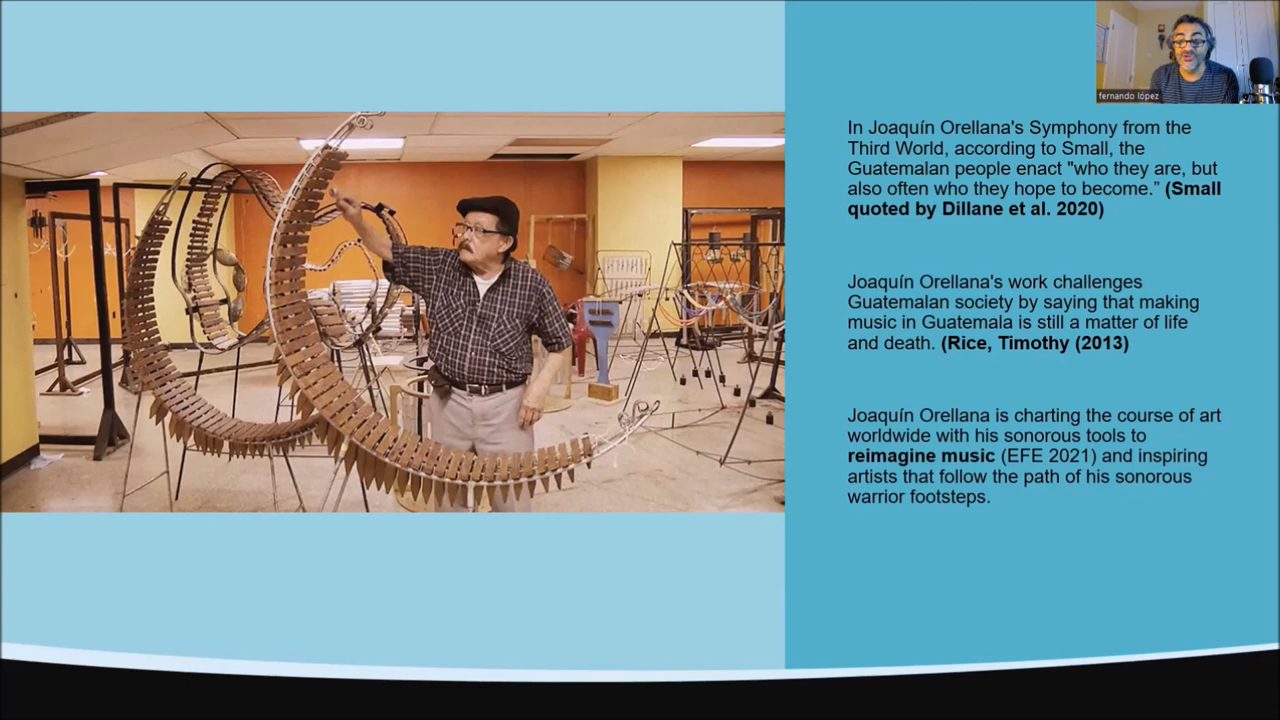 fernando lópez
In Joaquín Orellana's Symphony from the
Third World, according to Small, the
Guatemalan people enact "who they are, but
also often who they hope to become.” (Small
quoted by Dillane et al. 2020)
Joaquín Orellana's work challenges
Guatemalan society by saying that making
music in Guatemala is still a matter of life
and death. (Rice, Timothy (2013)
Joaquín Orellana is charting the course of art
worldwide with his sonorous tools to
reimagine music (EFE 2021) and inspiring
artists that follow the path of his sonorous
warrior footsteps.